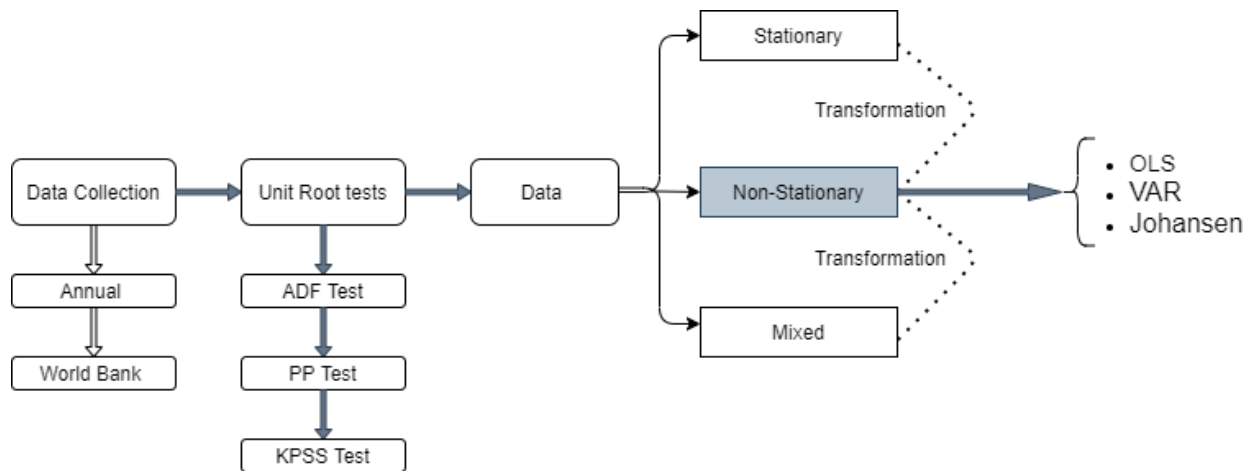 Stationary
Transformation
Data Collection
Unit Root tests
Data
Non-Stationary
• OLS
• VAR
• Johansen
Transformation
Annual
ADF Test
Mixed
World Bank
PP Test
KPSS Test